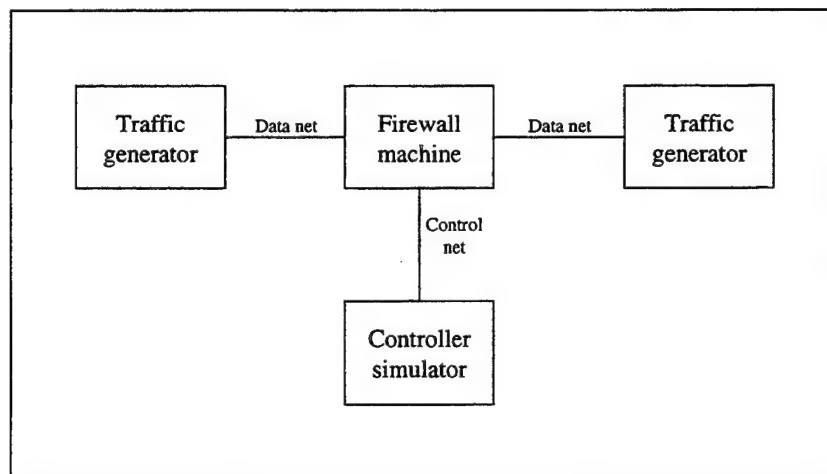 Traffic
generator
Data net
Firewall
machine
Data net
Traffic
generator
Control
net
Controller
simulator